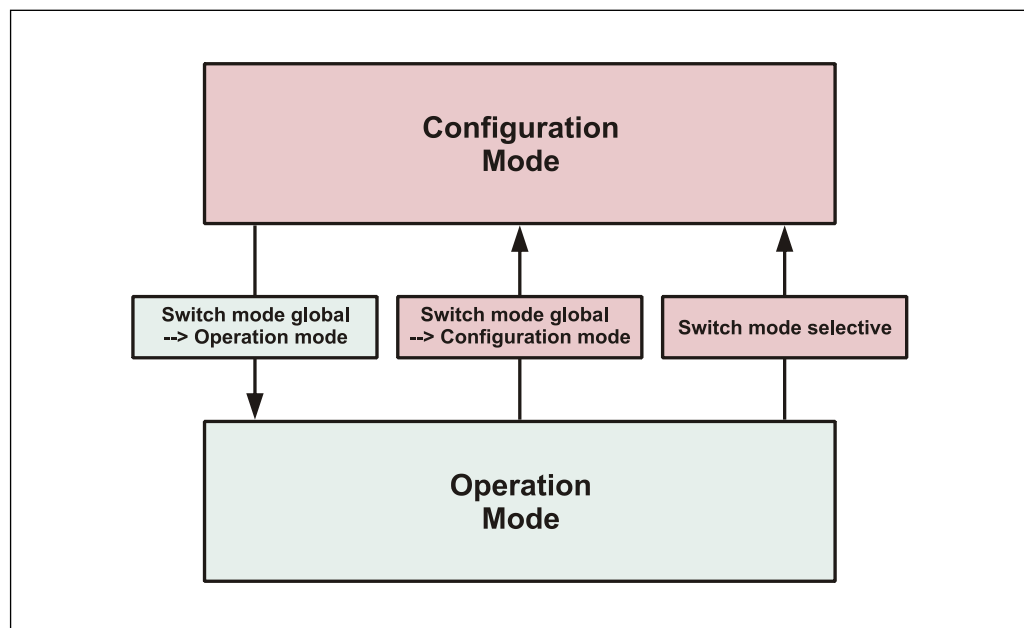 Configuration
Mode
Switch mode global
--> Operation mode
Switch mode global
--> Configuration mode
Switch mode selective
Operation
Mode